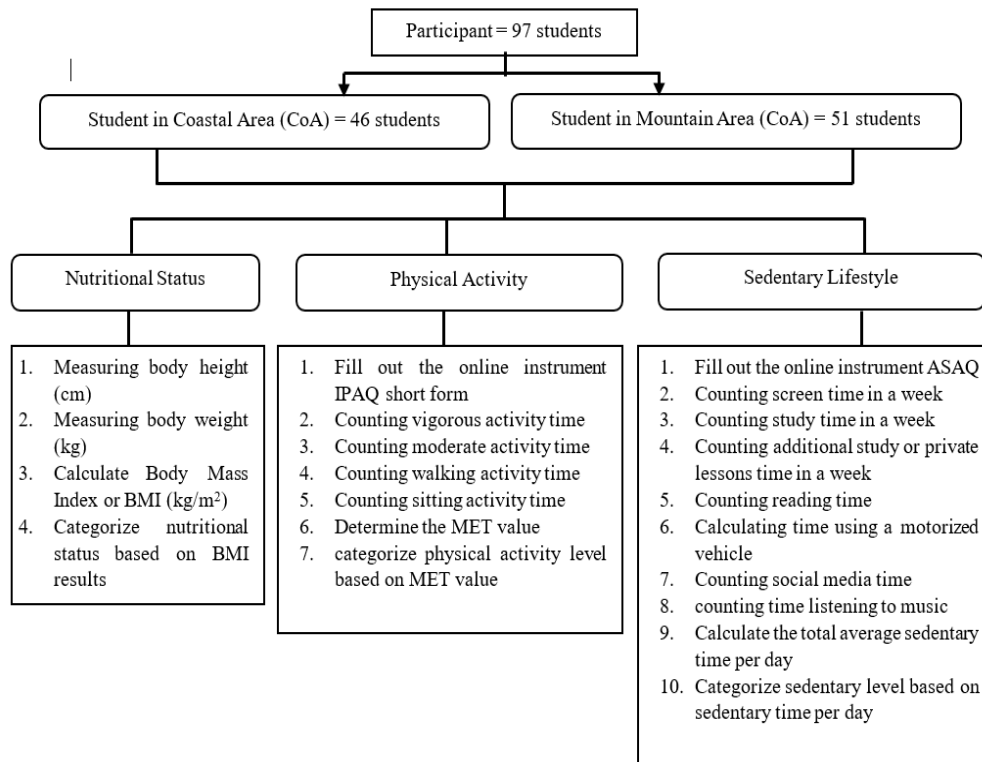 Participant = 97 students
Student in Coastal Area (CoA) = 46 students
Student in Mountain Area (CoA) = 51 students
Nutritional Status
Physical Activity
Sedentary Lifestyle
1. Measuring body height
(cm)
2. Measuring body weight
(kg)
3. Calculate Body Mass
Index or BMI (kg/m²)
4. Categorize nutritional
status based on BMI
results
1. Fill out the online instrument
IPAQ short form
2. Counting vigorous activity time
3. Counting moderate activity time
4. Counting walking activity time
5. Counting sitting activity time
6. Determine the MET value
7. categorize physical activity level
based on MET value
1. Fill out the online instrument ASAQ
2. Counting screen time in a week
3. Counting study time in a week
4. Counting additional study or private
lessons time in a week
5. Counting reading time
6. Calculating time using a motorized
vehicle
7. Counting social media time
8. counting time listening to music
9. Calculate the total average sedentary
time per day
10. Categorize sedentary level based on
sedentary time per day